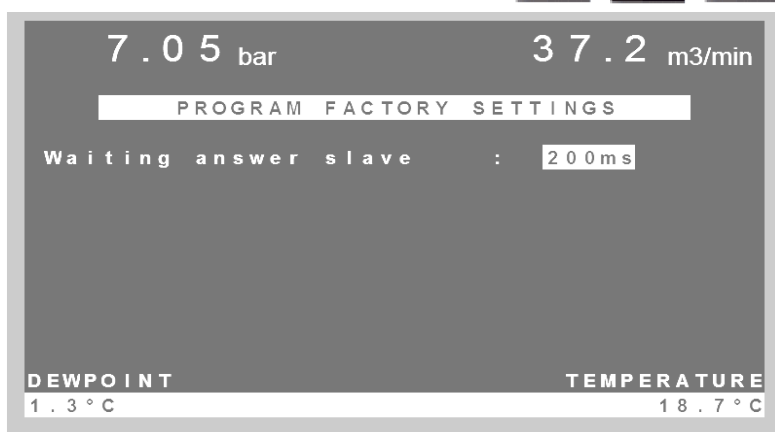 7.05 bar 37.2 m3/min
PROGRAM FACTORY SETTINGS
Waiting answer slave : 200ms
DEWPOINT TEMPERATURE
1.3°C 18.7°C